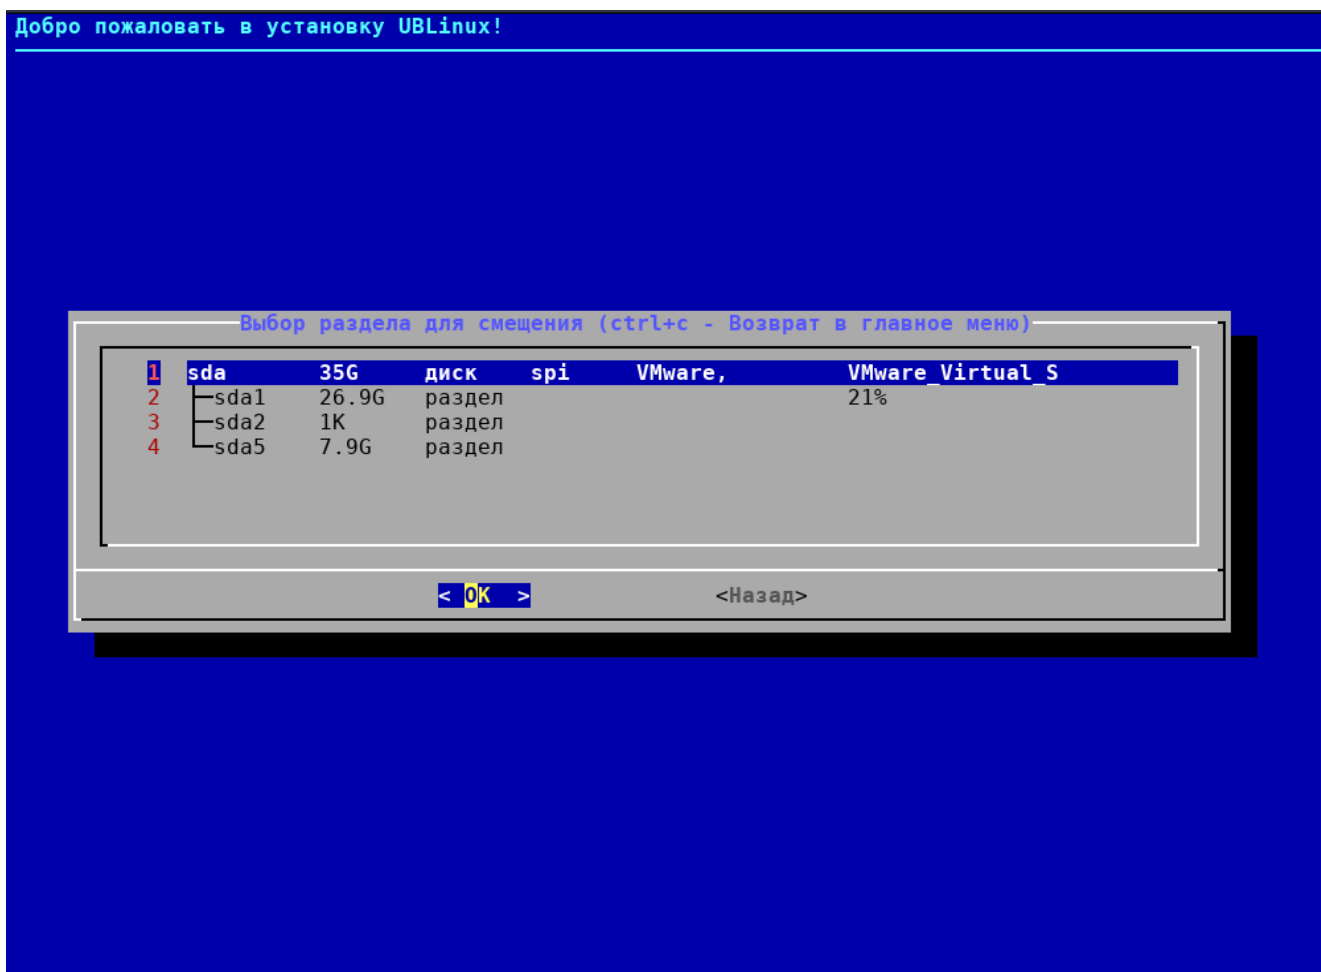 Добро пожаловать в установку UBLinux!
Выбор раздела для смещения (ctrl+c - Возврат в главное меню)
1 sda 35G диск spi VMware, VMware_Virtual_S
2 ├─sda1 26.9G раздел 21%
3 ├─sda2 1K раздел
4 └─sda5 7.9G раздел
< OK > <Назад>